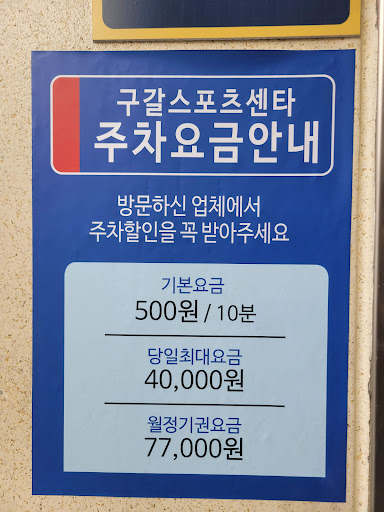 구갈스포츠센타
주차요금안내
방문하신 업체에서
주차할인을 꼭 받아주세요
기본요금
500원 / 10분
당일최대요금
40,000원
월정기권요금
77,000원